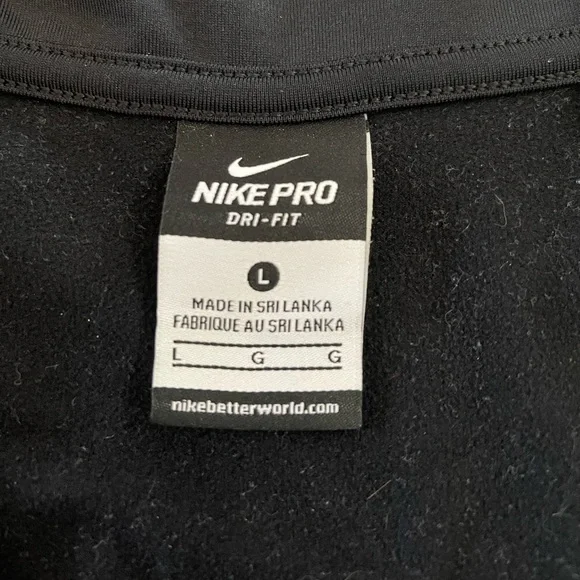 NIKE PRO
DRI-FIT
L
MADE IN SRI LANKA
FABRIQUE AU SRI LANKA
L G G
nikebetterworld.com